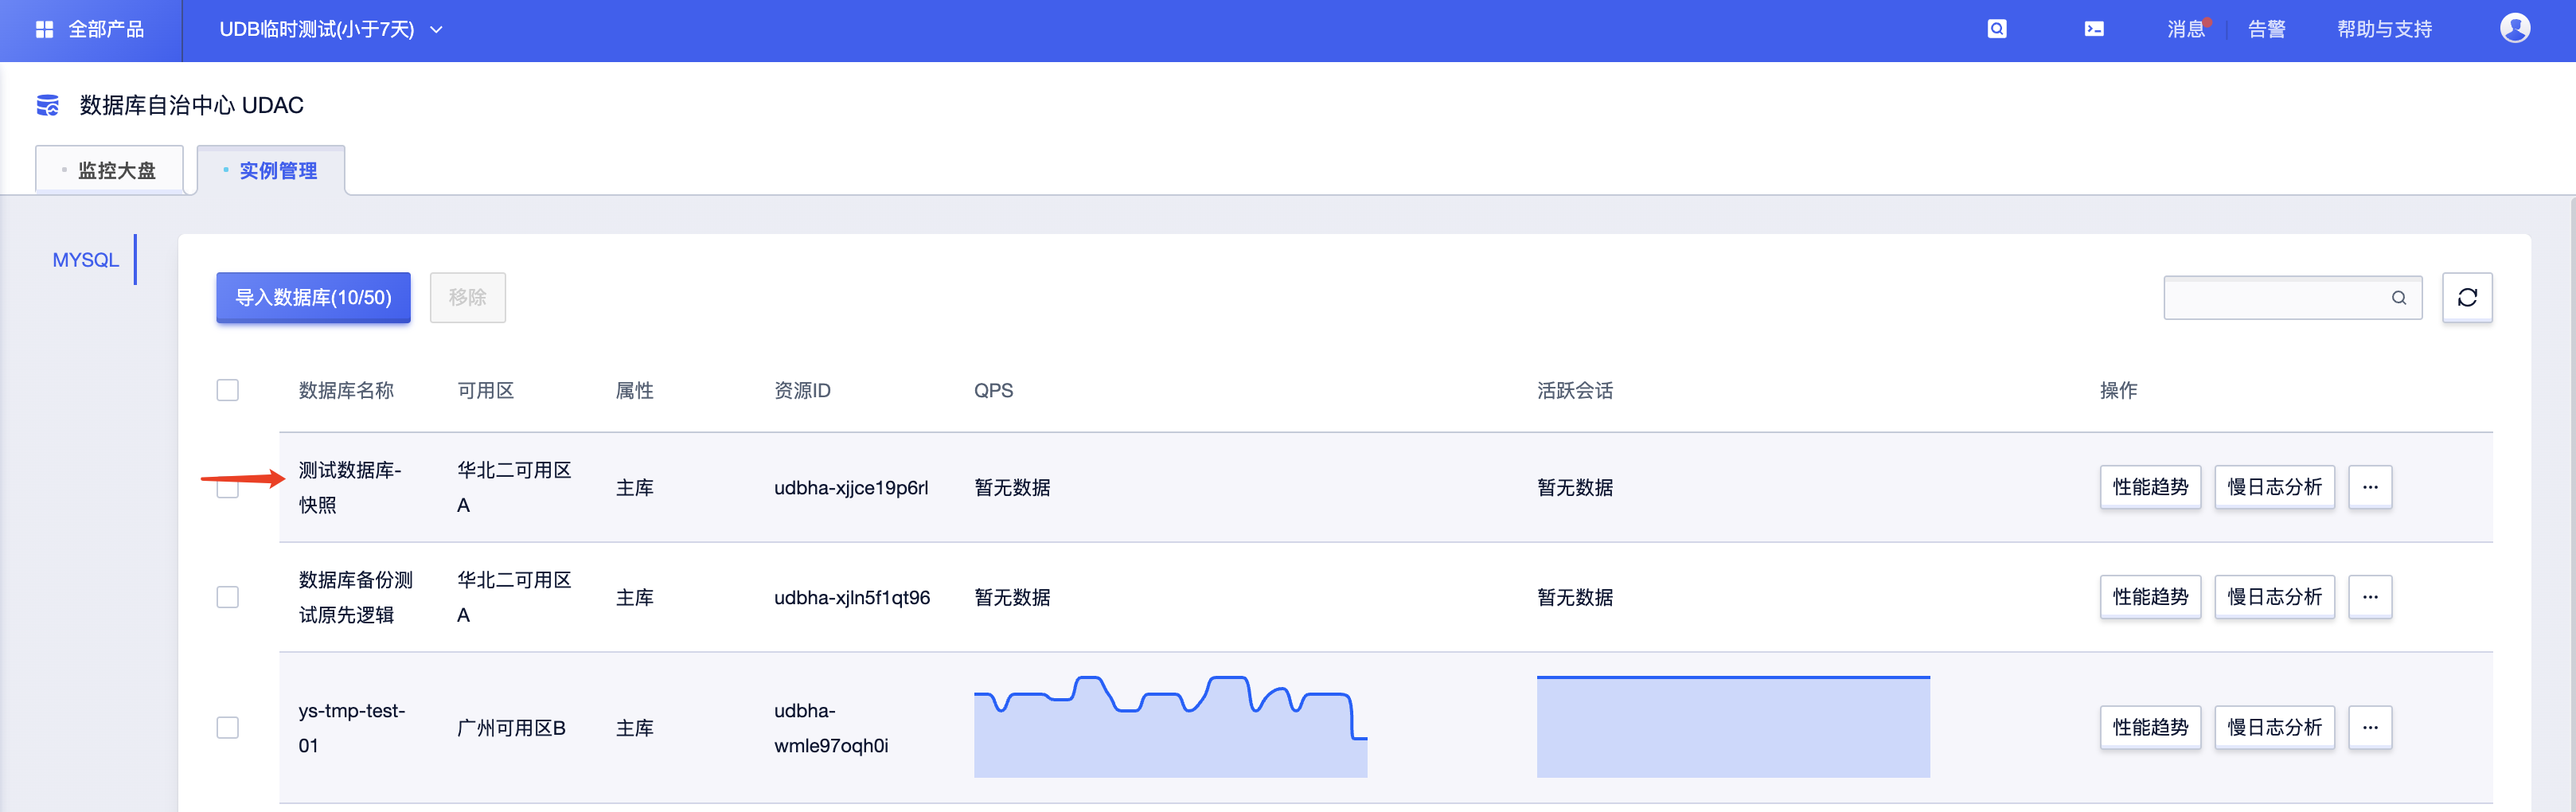 全部产品
UDB临时测试(小于7天)
消息
告警
帮助与支持
数据库自治中心 UDAC
监控大盘
实例管理
MYSQL
导入数据库(10/50)
移除
数据库名称 可用区 属性 资源ID QPS 活跃会话 操作
测试数据库-
快照
华北二可用区
A
主库
udbha-xjjce19p6rl
暂无数据
暂无数据
性能趋势
慢日志分析
...
数据库备份测
试原先逻辑
华北二可用区
A
主库
udbha-xjln5f1qt96
暂无数据
暂无数据
性能趋势
慢日志分析
...
ys-tmp-test-
01
广州可用区B
主库
udbha-
wmle97oqh0i
性能趋势
慢日志分析
...